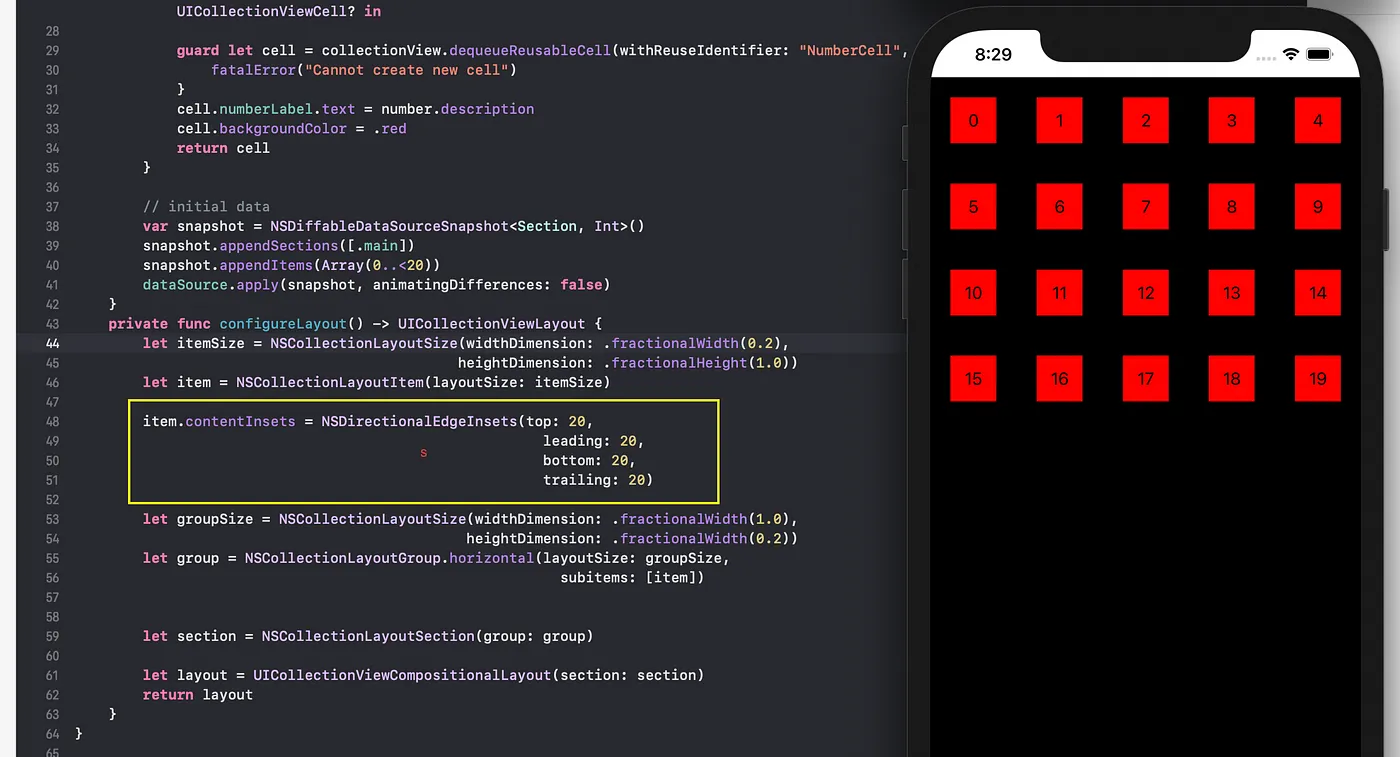 UICollectionViewCell? in
28
29 guard let cell = collectionView.dequeueReusableCell(withReuseIdentifier: "NumberCell",
30 fatalError("Cannot create new cell")
31 }
32 cell.numberLabel.text = number.description
33 cell.backgroundColor = .red
34 return cell
35 }
36
37 // initial data
38 var snapshot = NSDiffableDataSourceSnapshot<Section, Int>()
39 snapshot.appendSections([.main])
40 snapshot.appendItems(Array(0..<20))
41 dataSource.apply(snapshot, animatingDifferences: false)
42 }
43 private func configureLayout() -> UICollectionViewLayout {
44 let itemSize = NSCollectionLayoutSize(widthDimension: .fractionalWidth(0.2),
45 heightDimension: .fractionalHeight(1.0))
46 let item = NSCollectionLayoutItem(layoutSize: itemSize)
47
48 item.contentInsets = NSDirectionalEdgeInsets(top: 20,
49 leading: 20,
50 s bottom: 20,
51 trailing: 20)
52
53 let groupSize = NSCollectionLayoutSize(widthDimension: .fractionalWidth(1.0),
54 heightDimension: .fractionalWidth(0.2))
55 let group = NSCollectionLayoutGroup.horizontal(layoutSize: groupSize,
56 subitems: [item])
57
58
59 let section = NSCollectionLayoutSection(group: group)
60
61 let layout = UICollectionViewCompositionalLayout(section: section)
62 return layout
63 }
64 }
65
8:29
0 1 2 3 4
5 6 7 8 9
10 11 12 13 14
15 16 17 18 19